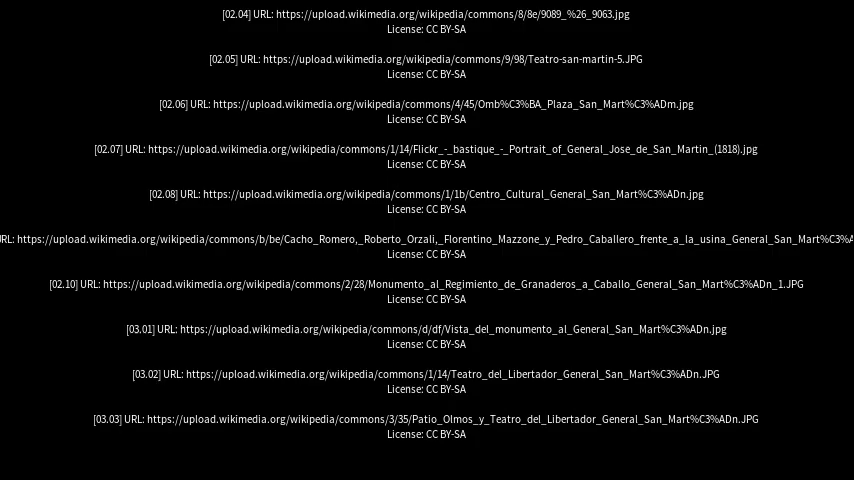 [02.04] URL: https://upload.wikimedia.org/wikipedia/commons/8/8e/9089_%26_9063.jpg
License: CC BY-SA
[02.05] URL: https://upload.wikimedia.org/wikipedia/commons/9/98/Teatro-san-martin-5.JPG
License: CC BY-SA
[02.06] URL: https://upload.wikimedia.org/wikipedia/commons/4/45/Omb%C3%BA_Plaza_San_Mart%C3%ADm.jpg
License: CC BY-SA
[02.07] URL: https://upload.wikimedia.org/wikipedia/commons/1/14/Flickr_-_bastique_-_Portrait_of_General_Jose_de_San_Martin_(1818).jpg
License: CC BY-SA
[02.08] URL: https://upload.wikimedia.org/wikipedia/commons/1/1b/Centro_Cultural_General_San_Mart%C3%ADn.jpg
License: CC BY-SA
RL: https://upload.wikimedia.org/wikipedia/commons/b/be/Cacho_Romero,_Roberto_Orzali,_Florentino_Mazzone_y_Pedro_Caballero_frente_a_la_usina_General_San_Mart%C3%A
License: CC BY-SA
[02.10] URL: https://upload.wikimedia.org/wikipedia/commons/2/28/Monumento_al_Regimiento_de_Granaderos_a_Caballo_General_San_Mart%C3%ADn_1.JPG
License: CC BY-SA
[03.01] URL: https://upload.wikimedia.org/wikipedia/commons/d/df/Vista_del_monumento_al_General_San_Mart%C3%ADn.jpg
License: CC BY-SA
[03.02] URL: https://upload.wikimedia.org/wikipedia/commons/1/14/Teatro_del_Libertador_General_San_Mart%C3%ADn.JPG
License: CC BY-SA
[03.03] URL: https://upload.wikimedia.org/wikipedia/commons/3/35/Patio_Olmos_y_Teatro_del_Libertador_General_San_Mart%C3%ADn.JPG
License: CC BY-SA